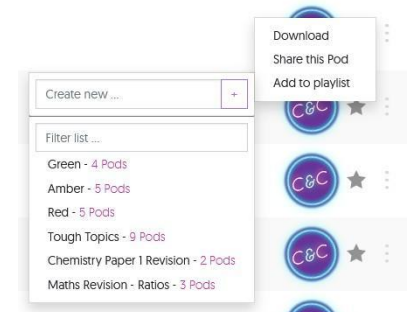 Download
Share this Pod
Add to playlist
Create new ...
+
Filter list ...
Green - 4 Pods
Amber - 5 Pods
Red - 5 Pods
Tough Topics - 9 Pods
Chemistry Paper 1 Revision - 2 Pods
Maths Revision - Ratios - 3 Pods
C&C
C&C
C&C